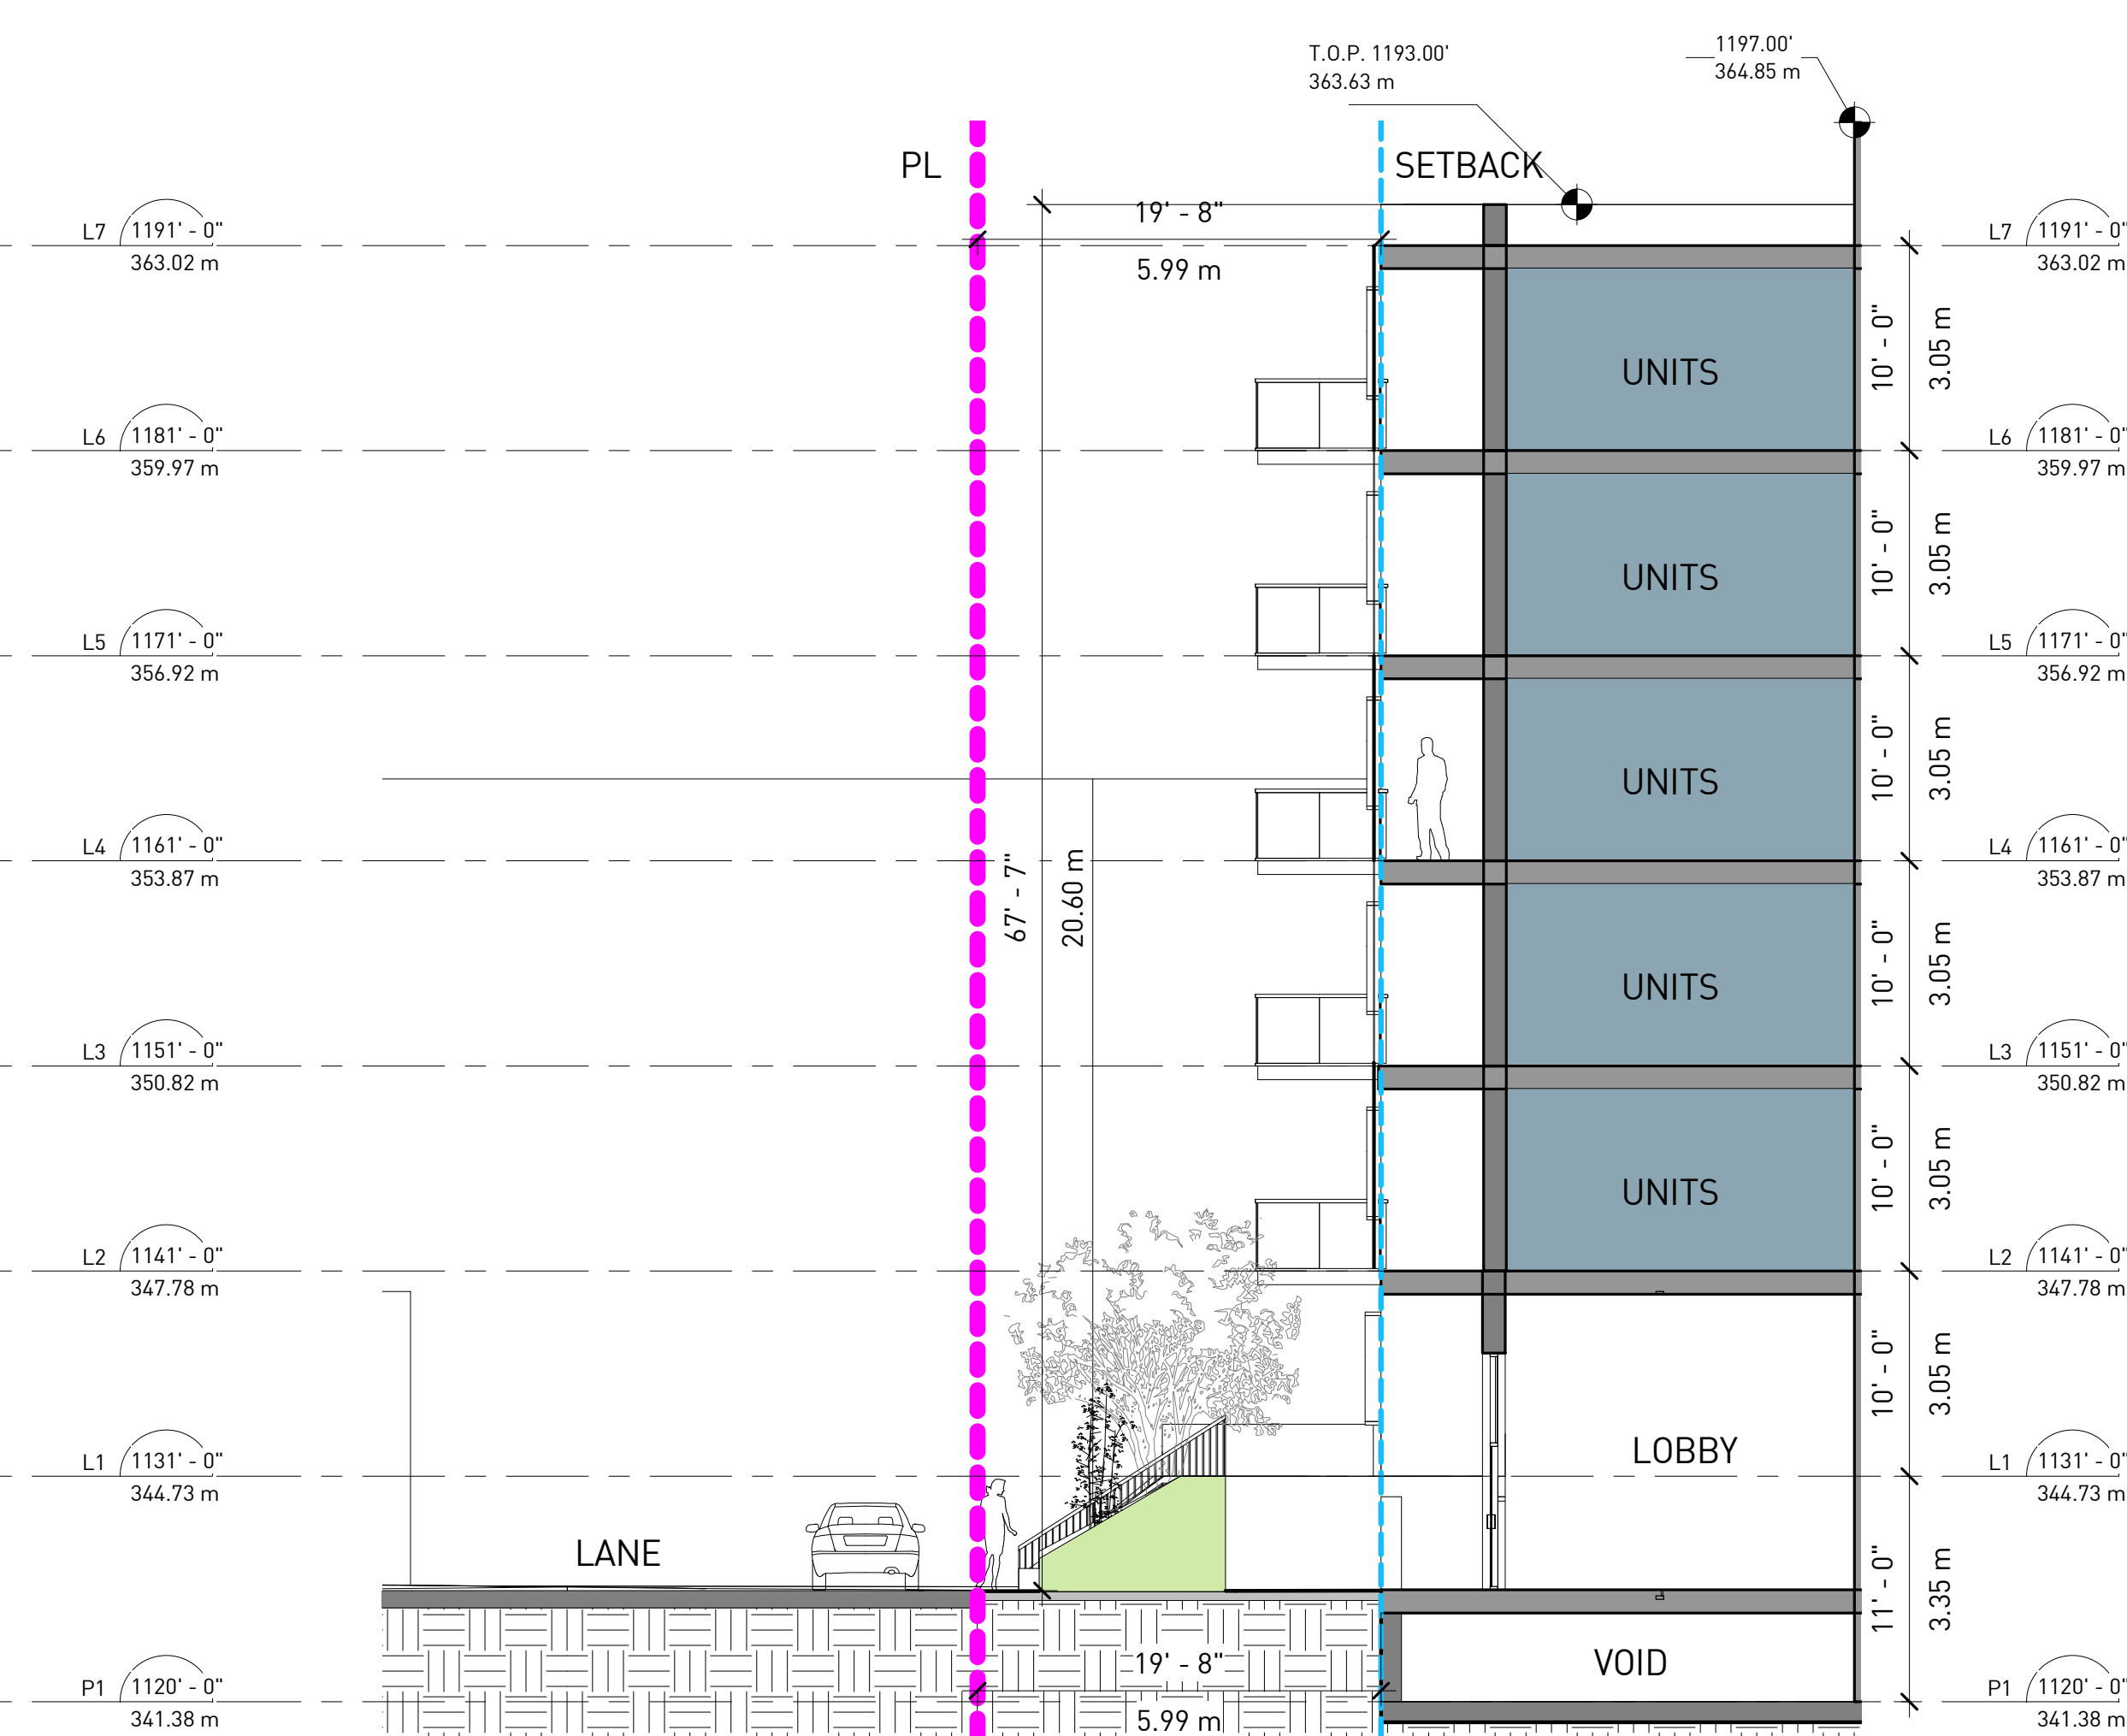 T.O.P. 1193.00'
363.63 m
1197.00'
364.85 m
PL
SETBACK
19' - 8"
5.99 m
L7 1191' - 0"
363.02 m
L7 1191' - 0"
363.02 m
10' - 0"
3.05 m
UNITS
L6 1181' - 0"
359.97 m
L6 1181' - 0"
359.97 m
10' - 0"
3.05 m
UNITS
L5 1171' - 0"
356.92 m
L5 1171' - 0"
356.92 m
10' - 0"
3.05 m
UNITS
L4 1161' - 0"
353.87 m
L4 1161' - 0"
353.87 m
67' - 7"
20.60 m
10' - 0"
3.05 m
UNITS
L3 1151' - 0"
350.82 m
L3 1151' - 0"
350.82 m
10' - 0"
3.05 m
UNITS
L2 1141' - 0"
347.78 m
L2 1141' - 0"
347.78 m
10' - 0"
3.05 m
LOBBY
L1 1131' - 0"
344.73 m
L1 1131' - 0"
344.73 m
LANE
11' - 0"
3.35 m
VOID
19' - 8"
5.99 m
P1 1120' - 0"
341.38 m
P1 1120' - 0"
341.38 m